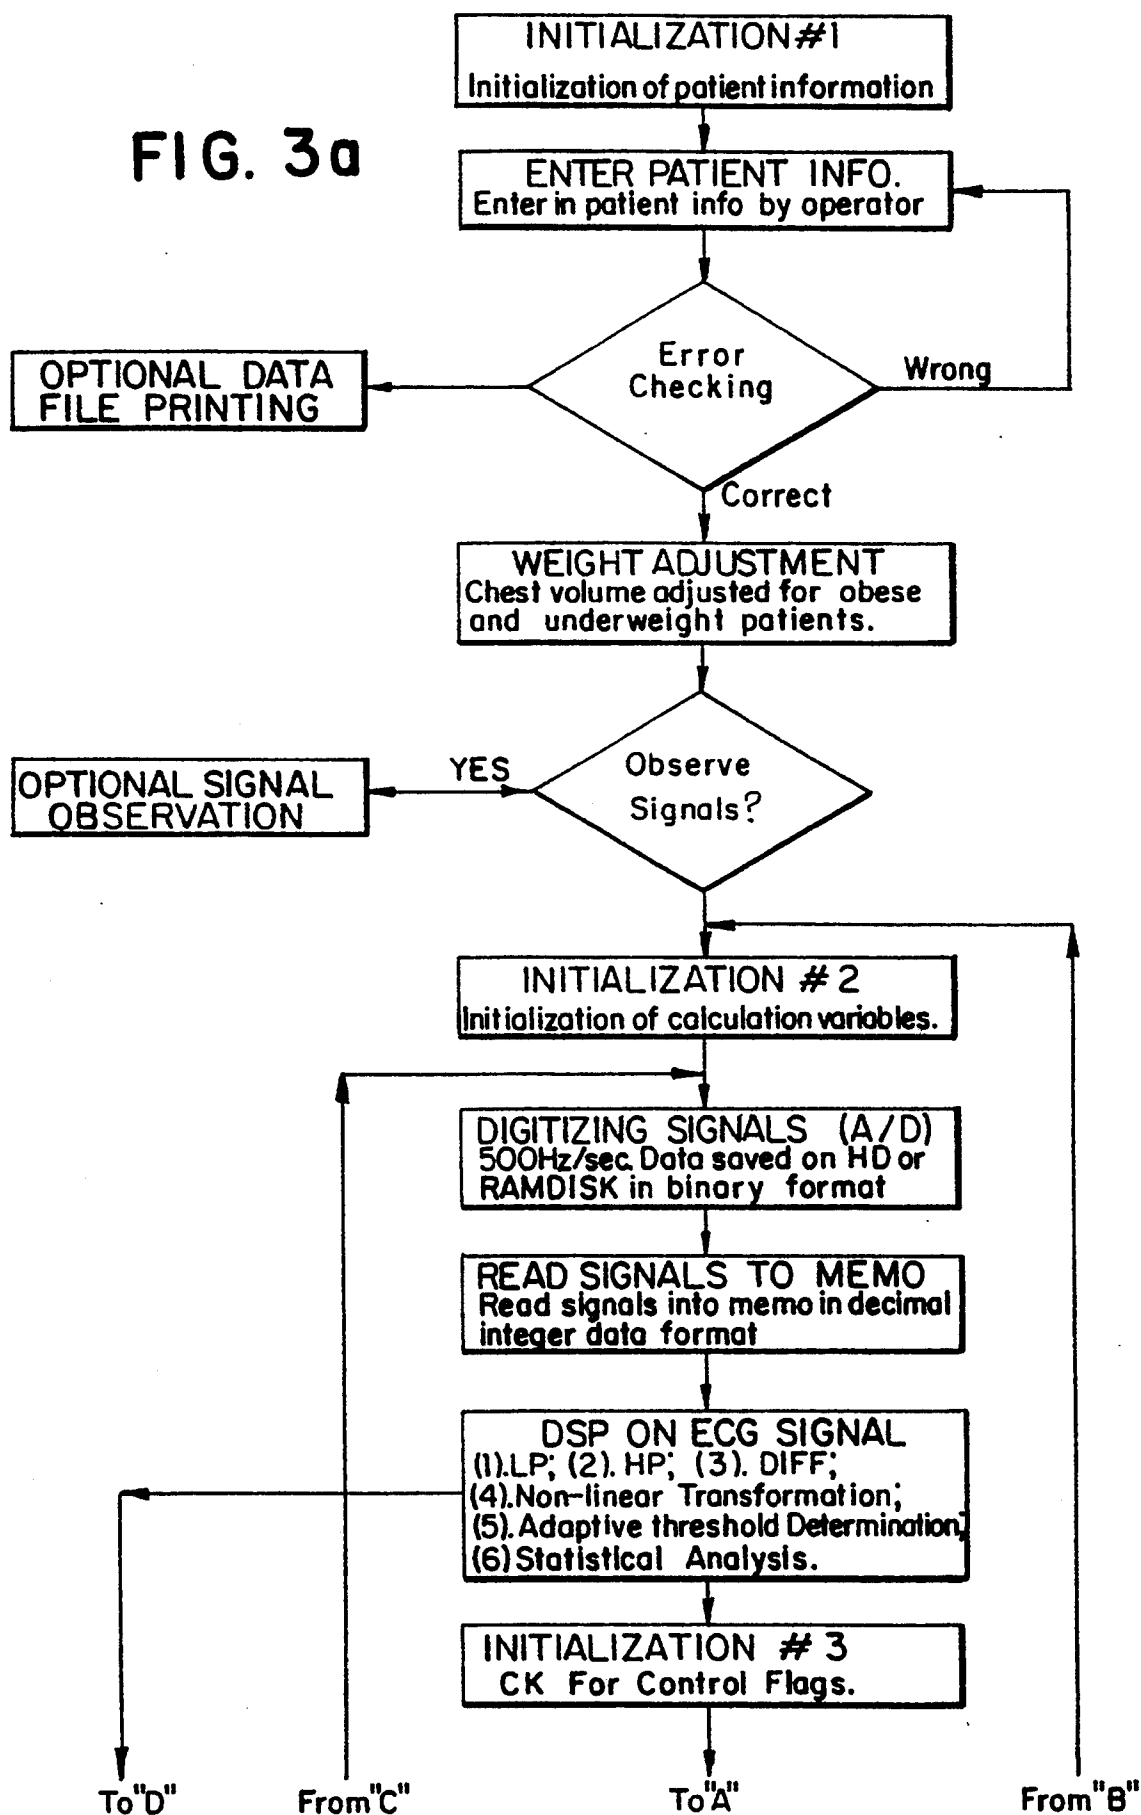 INITIALIZATION #1
Initialization of patient information
FIG. 3a
ENTER PATIENT INFO.
Enter in patient info by operator
Error
Checking
Wrong
OPTIONAL DATA
FILE PRINTING
Correct
WEIGHT ADJUSTMENT
Chest volume adjusted for obese
and underweight patients.
Observe
Signals?
YES
OPTIONAL SIGNAL
OBSERVATION
INITIALIZATION #2
Initialization of calculation variables.
DIGITIZING SIGNALS (A/D)
500Hz/sec. Data saved on HD or
RAMDISK in binary format
READ SIGNALS TO MEMO
Read signals into memo in decimal
integer data format
DSP ON ECG SIGNAL
(1).LP; (2). HP; (3). DIFF;
(4).Non-linear Transformation;
(5).Adaptive threshold Determination;
(6)Statistical Analysis.
INITIALIZATION #3
CK For Control Flags.
To"D"
From"C"
To"A"
From"B"